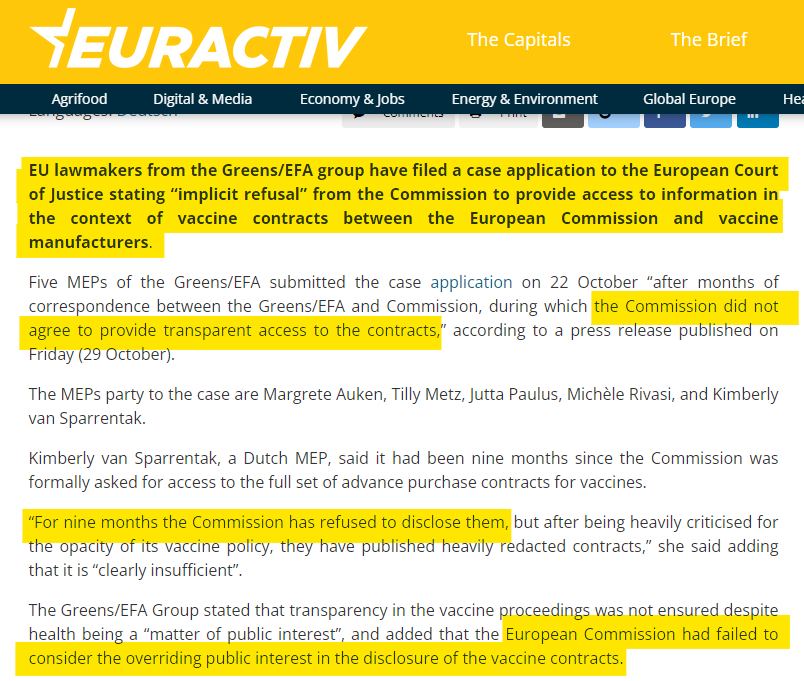 EURACTIV
The Capitals
The Brief
Agrifood
Digital & Media
Economy & Jobs
Energy & Environment
Global Europe
Languages: Deutsch
Comments
Print
EU lawmakers from the Greens/EFA group have filed a case application to the European Court
of Justice stating “implicit refusal” from the Commission to provide access to information in
the context of vaccine contracts between the European Commission and vaccine
manufacturers.
Five MEPs of the Greens/EFA submitted the case application on 22 October “after months of
correspondence between the Greens/EFA and Commission, during which the Commission did not
agree to provide transparent access to the contracts,” according to a press release published on
Friday (29 October).
The MEPs party to the case are Margrete Auken, Tilly Metz, Jutta Paulus, Michèle Rivasi, and Kimberly
van Sparrentak.
Kimberly van Sparrentak, a Dutch MEP, said it had been nine months since the Commission was
formally asked for access to the full set of advance purchase contracts for vaccines.
“For nine months the Commission has refused to disclose them, but after being heavily criticised for
the opacity of its vaccine policy, they have published heavily redacted contracts,” she said adding
that it is “clearly insufficient”.
The Greens/EFA Group stated that transparency in the vaccine proceedings was not ensured despite
health being a “matter of public interest”, and added that the European Commission had failed to
consider the overriding public interest in the disclosure of the vaccine contracts.